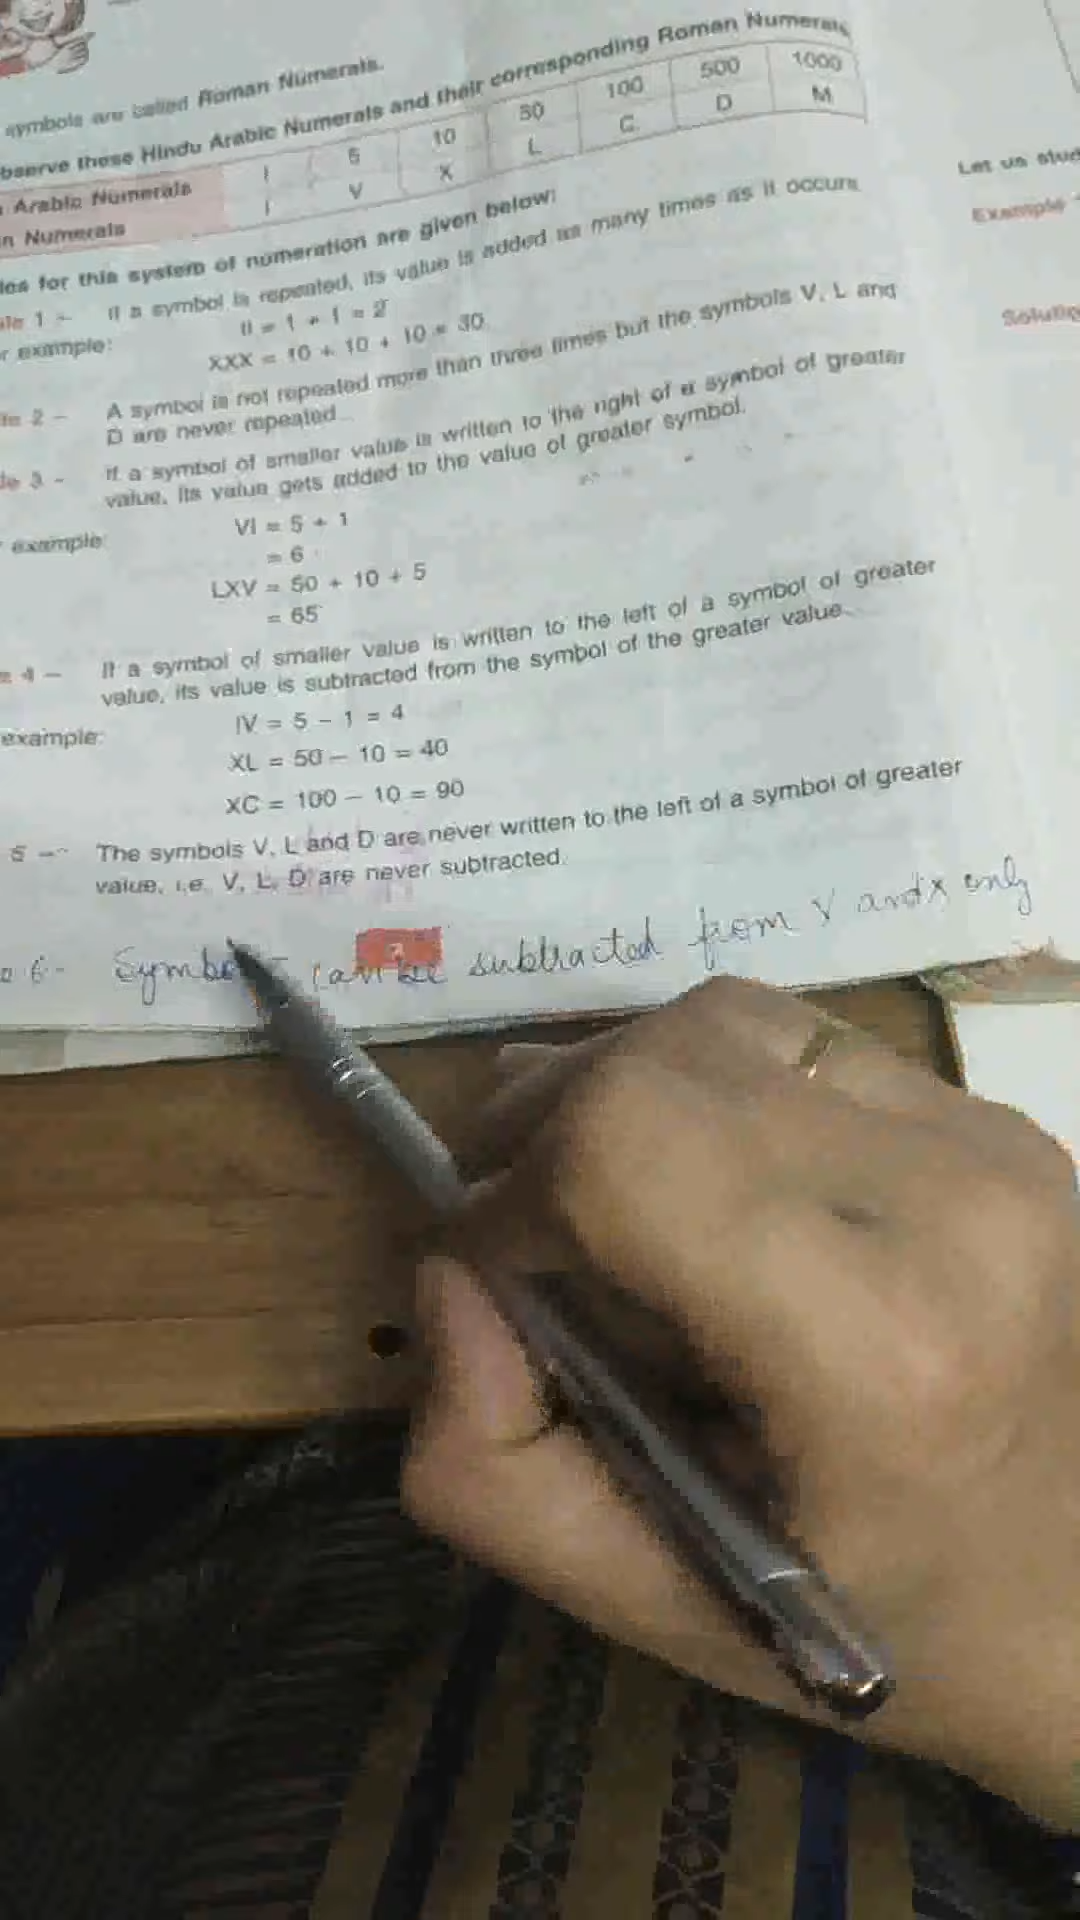 symbols are called Roman Numerals.
bserve these Hindu Arabic Numerals and their corresponding Roman Numerals
Arabic Numerals 1 5 10 50 100 500 1000
n Numerals I V X L C D M
les for this system of numeration are given below:
ule 1 – If a symbol is repeated, its value is added as many times as it occurs
r example: II = 1 + 1 = 2
XXX = 10 + 10 + 10 = 30
le 2 – A symbol is not repeated more than three times but the symbols V, L and
D are never repeated.
le 3 – If a symbol of smaller value is written to the right of a symbol of greater
value, its value gets added to the value of greater symbol.
example: VI = 5 + 1
= 6
LXV = 50 + 10 + 5
= 65
e 4 – If a symbol of smaller value is written to the left of a symbol of greater
value, its value is subtracted from the symbol of the greater value.
example: IV = 5 – 1 = 4
XL = 50 – 10 = 40
XC = 100 – 10 = 90
5 – The symbols V, L and D are never written to the left of a symbol of greater
value, i.e. V, L, D are never subtracted.
e 6- Symbol I can be subtracted from V and X only
Let us stud
Example
Solutio